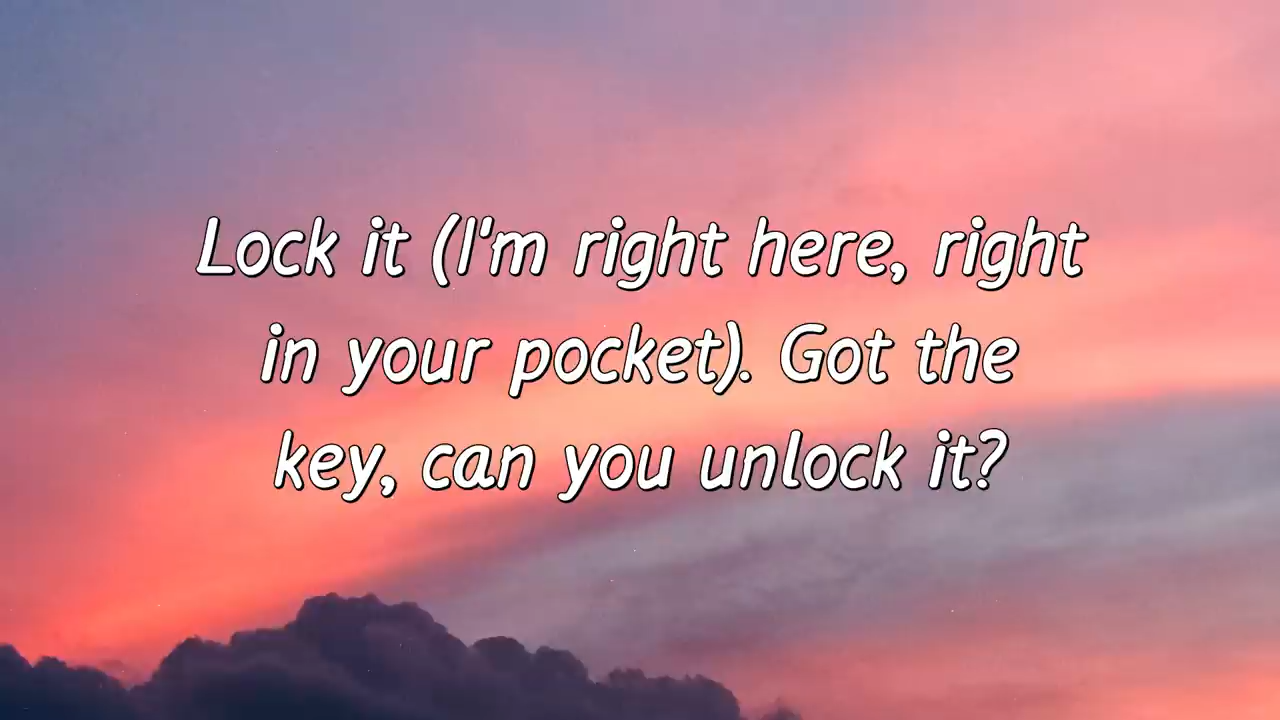 Lock it (I'm right here, right
in your pocket). Got the
key, can you unlock it?